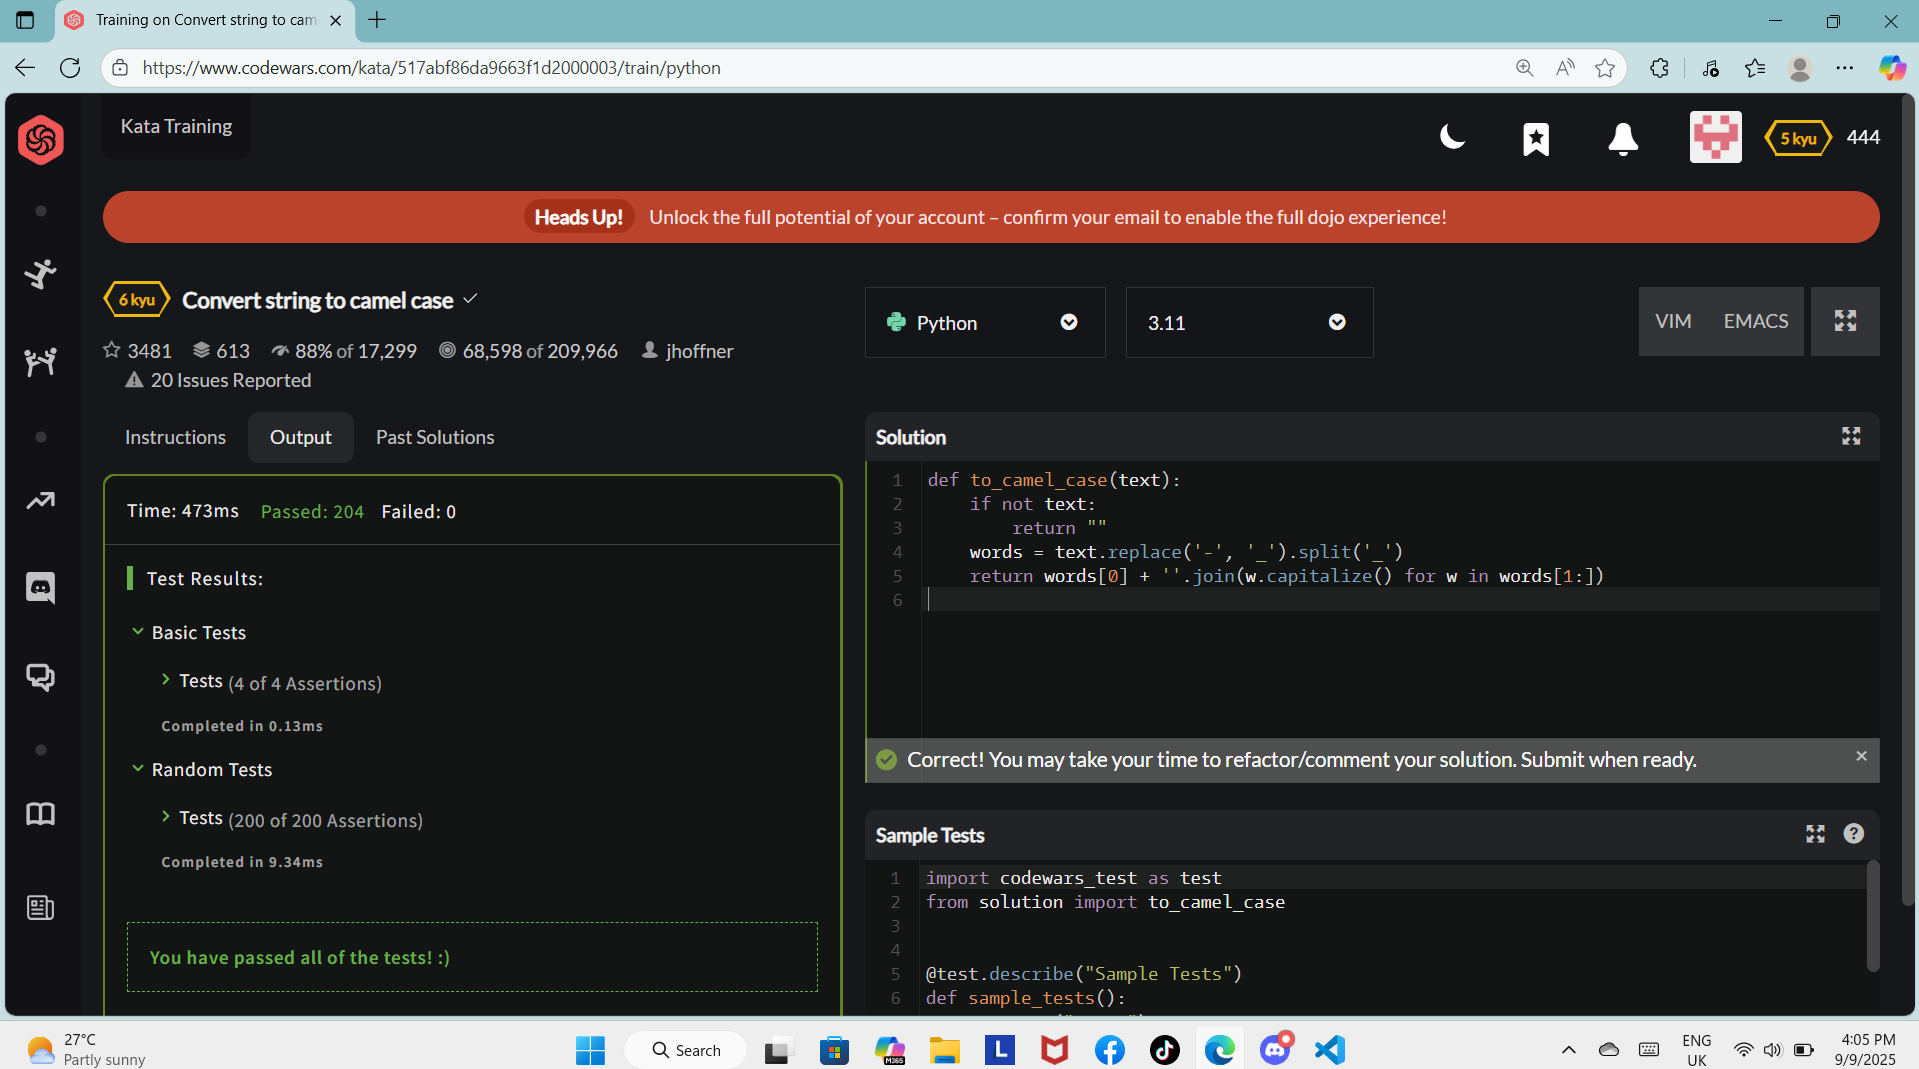 Training on Convert string to cam
https://www.codewars.com/kata/517abf86da9663f1d2000003/train/python
Kata Training
5 kyu
444
Heads Up! Unlock the full potential of your account – confirm your email to enable the full dojo experience!
6 kyu Convert string to camel case
3481 613 88% of 17,299 68,598 of 209,966 jhoffner
20 Issues Reported
Python
3.11
VIM EMACS
Instructions Output Past Solutions
Time: 473ms Passed: 204 Failed: 0
Test Results:
Basic Tests
Tests (4 of 4 Assertions)
Completed in 0.13ms
Random Tests
Tests (200 of 200 Assertions)
Completed in 9.34ms
You have passed all of the tests! :)
Solution
1 def to_camel_case(text):
2     if not text:
3         return ""
4     words = text.replace('-', '_').split('_')
5     return words[0] + ''.join(w.capitalize() for w in words[1:])
6
Correct! You may take your time to refactor/comment your solution. Submit when ready.
Sample Tests
1 import codewars_test as test
2 from solution import to_camel_case
3
4
5 @test.describe("Sample Tests")
6 def sample_tests():
27°C
Partly sunny
Search
M365
L
ENG
UK
4:05 PM
9/9/2025